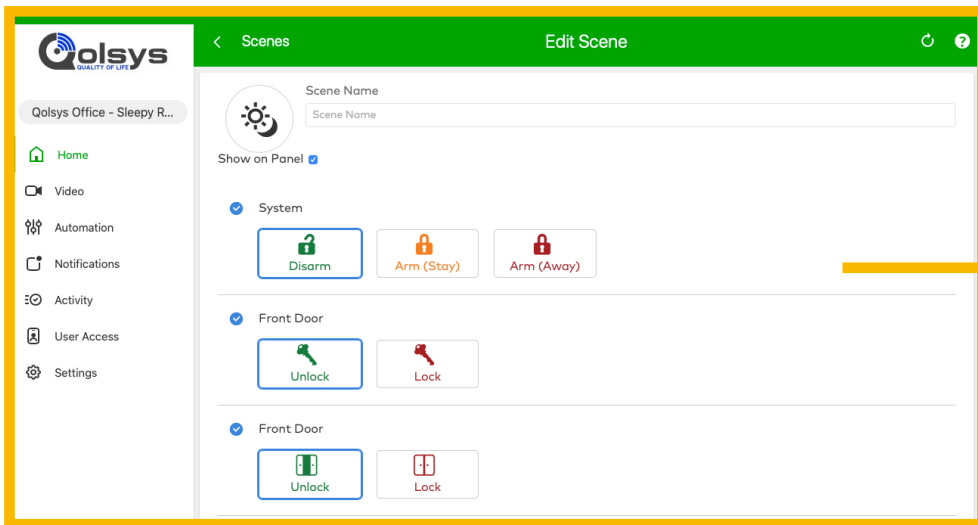 Qolsys
QUALITY OF LIFE
Qolsys Office - Sleepy R...
Home
Video
Automation
Notifications
Activity
User Access
Settings
Scenes
Edit Scene
?
Scene Name
Scene Name
Show on Panel
System
Disarm
Arm (Stay)
Arm (Away)
Front Door
Unlock
Lock
Front Door
Unlock
Lock